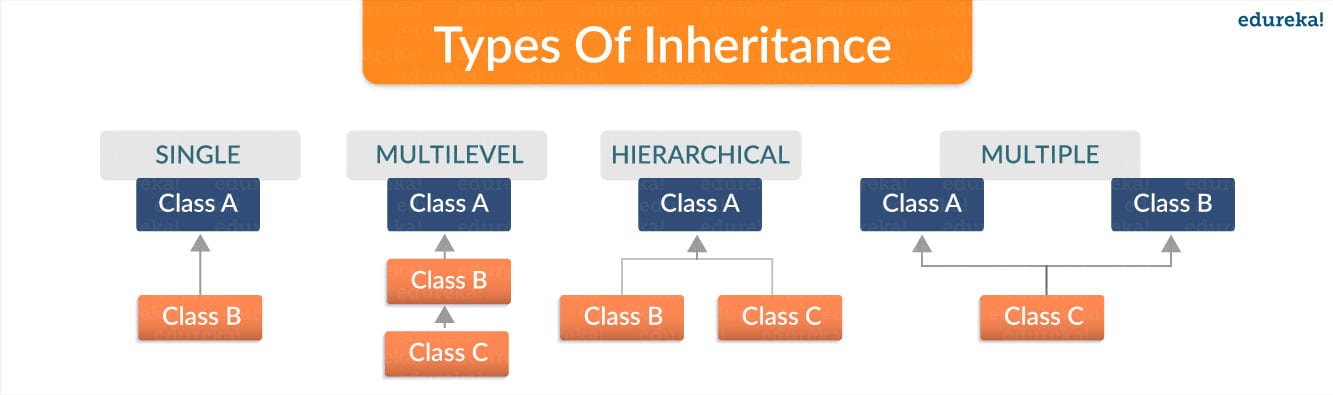 Types Of Inheritance
edureka!
SINGLE
Class A
Class B
MULTILEVEL
Class A
Class B
Class C
HIERARCHICAL
Class A
Class B
Class C
MULTIPLE
Class A
Class B
Class C